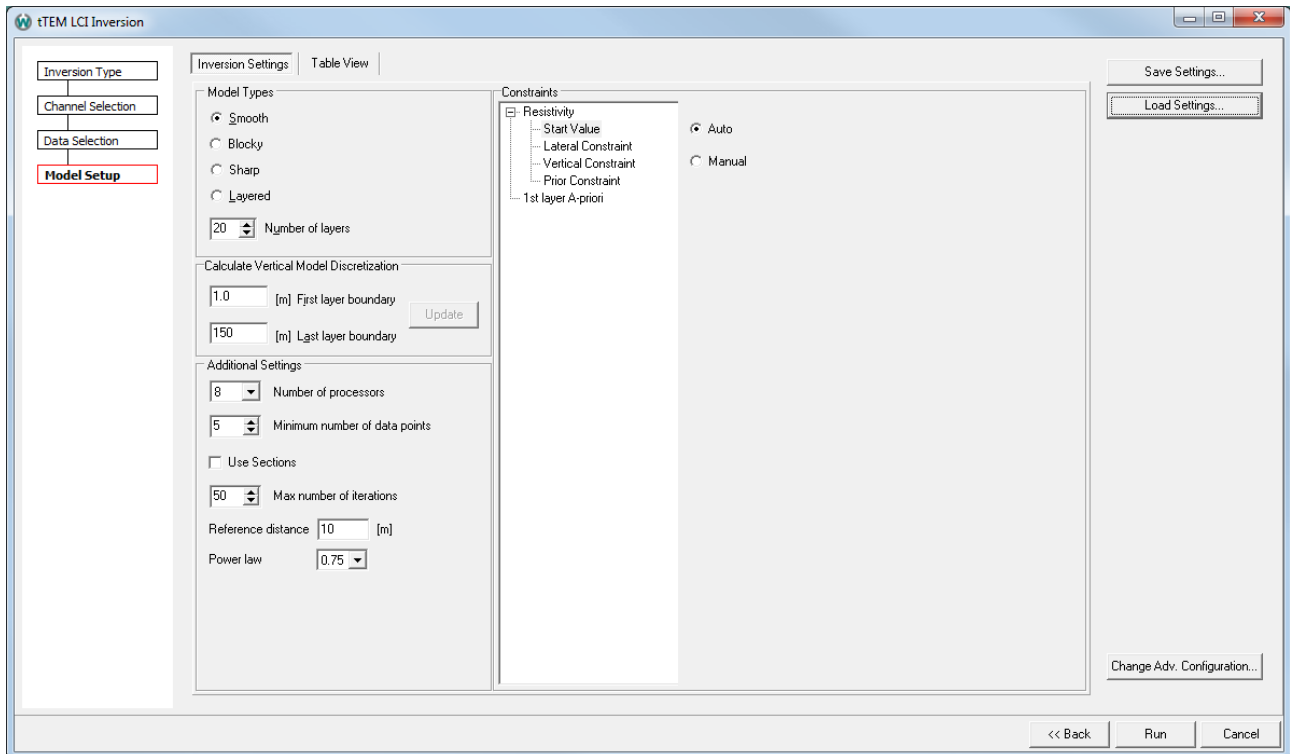 tTEM LCI Inversion
Inversion Type
Channel Selection
Data Selection
Model Setup
Inversion Settings
Table View
Model Types
Smooth
Blocky
Sharp
Layered
20 Number of layers
Calculate Vertical Model Discretization
1.0 [m] First layer boundary
Update
150 [m] Last layer boundary
Additional Settings
8 Number of processors
5 Minimum number of data points
Use Sections
50 Max number of iterations
Reference distance 10 [m]
Power law 0.75
Constraints
Resistivity
Start Value
Lateral Constraint
Vertical Constraint
Prior Constraint
1st layer A-priori
Auto
Manual
Save Settings...
Load Settings...
Change Adv. Configuration...
<< Back
Run
Cancel